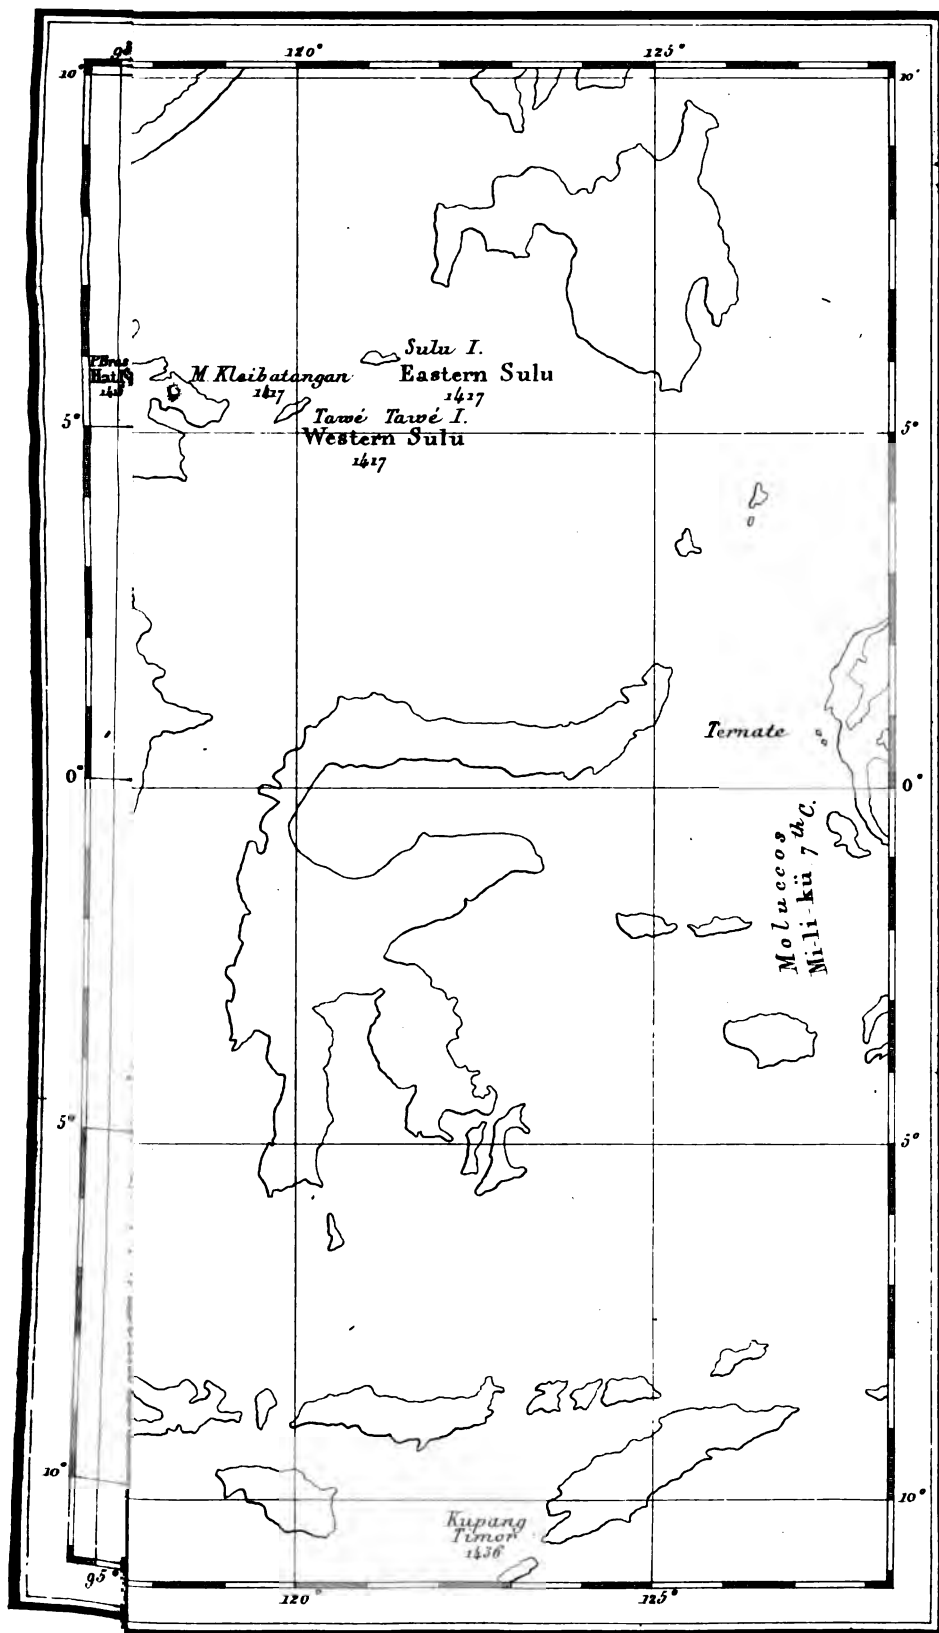 120°
125°
10°
10°
Sulu I.
Eastern Sulu
1417
M. Kleibatangan
1417
Tawé Tawé I.
Western Sulu
1417
5°
5°
Ternate
0°
0°
Moluccos
Mi-li-kü 7th C.
5°
5°
10°
10°
Kupang
Timor
1436
95°
120°
125°